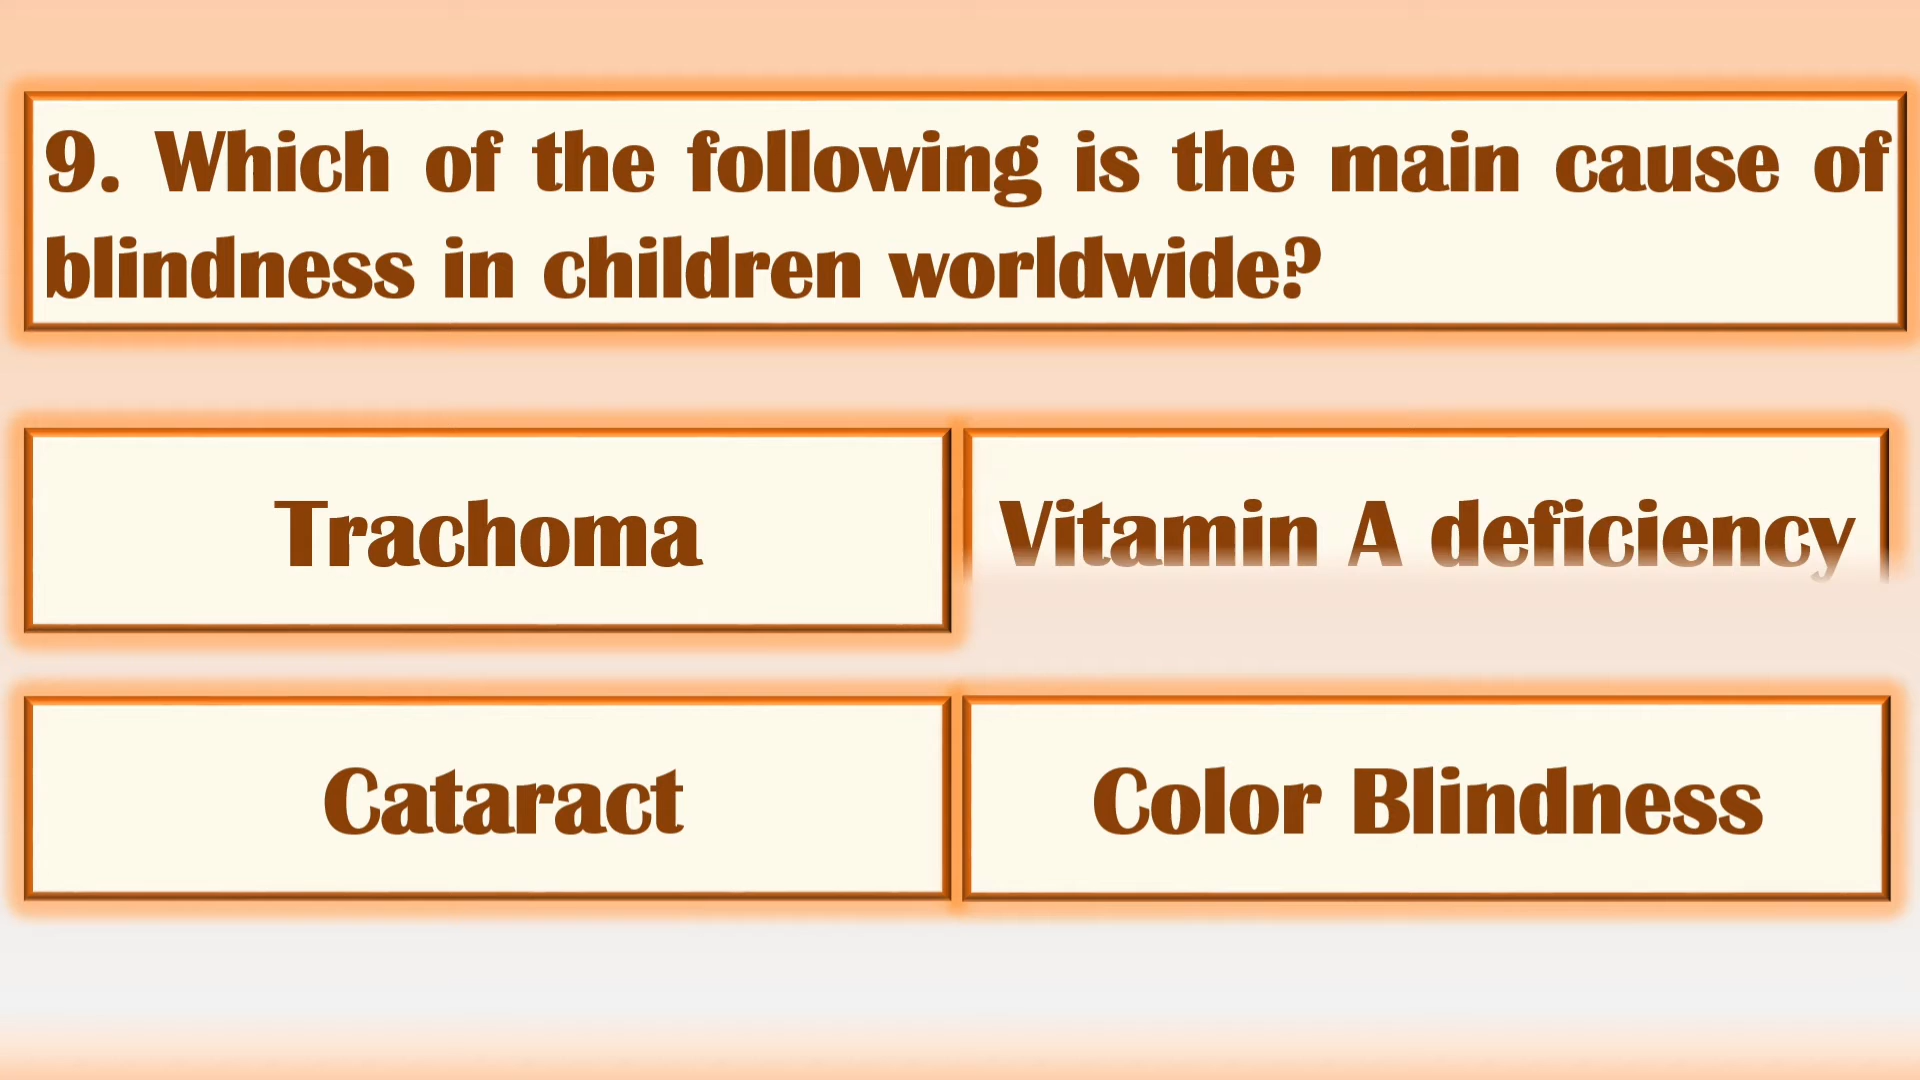 9. Which of the following is the main cause of
blindness in children worldwide?
Trachoma
Vitamin A deficiency
Cataract
Color Blindness